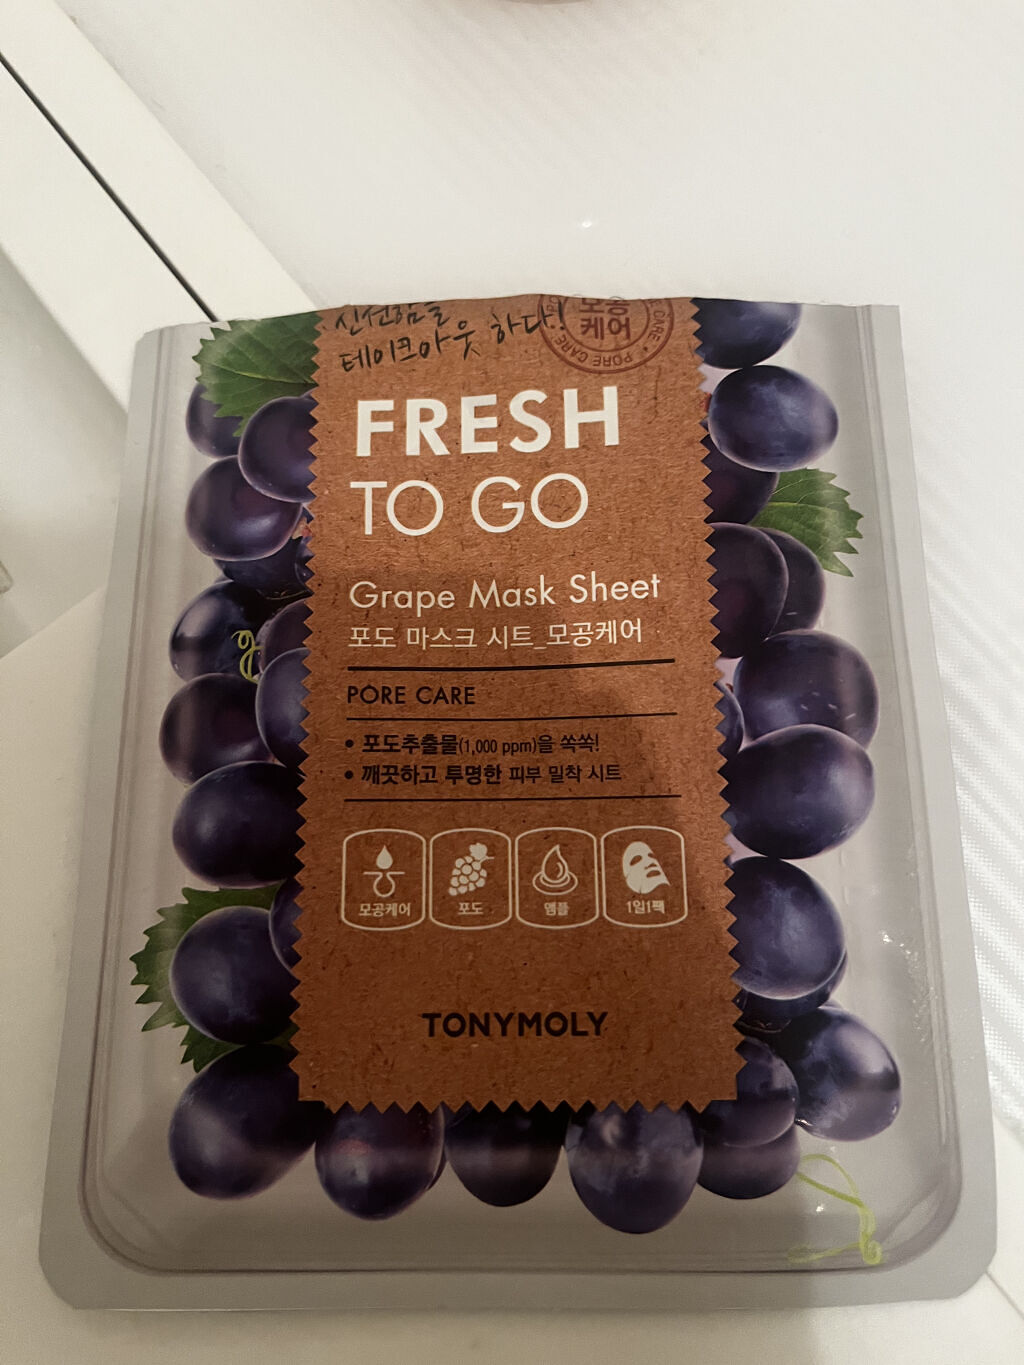 신선함을
테이크아웃 하다!
모공
케어
PORE CARE
FRESH
TO GO
Grape Mask Sheet
포도 마스크 시트_모공케어
PORE CARE
• 포도추출물(1,000 ppm)을 쏙쏙!
• 깨끗하고 투명한 피부 밀착 시트
모공케어
포도
앰플
1일1팩
TONYMOLY